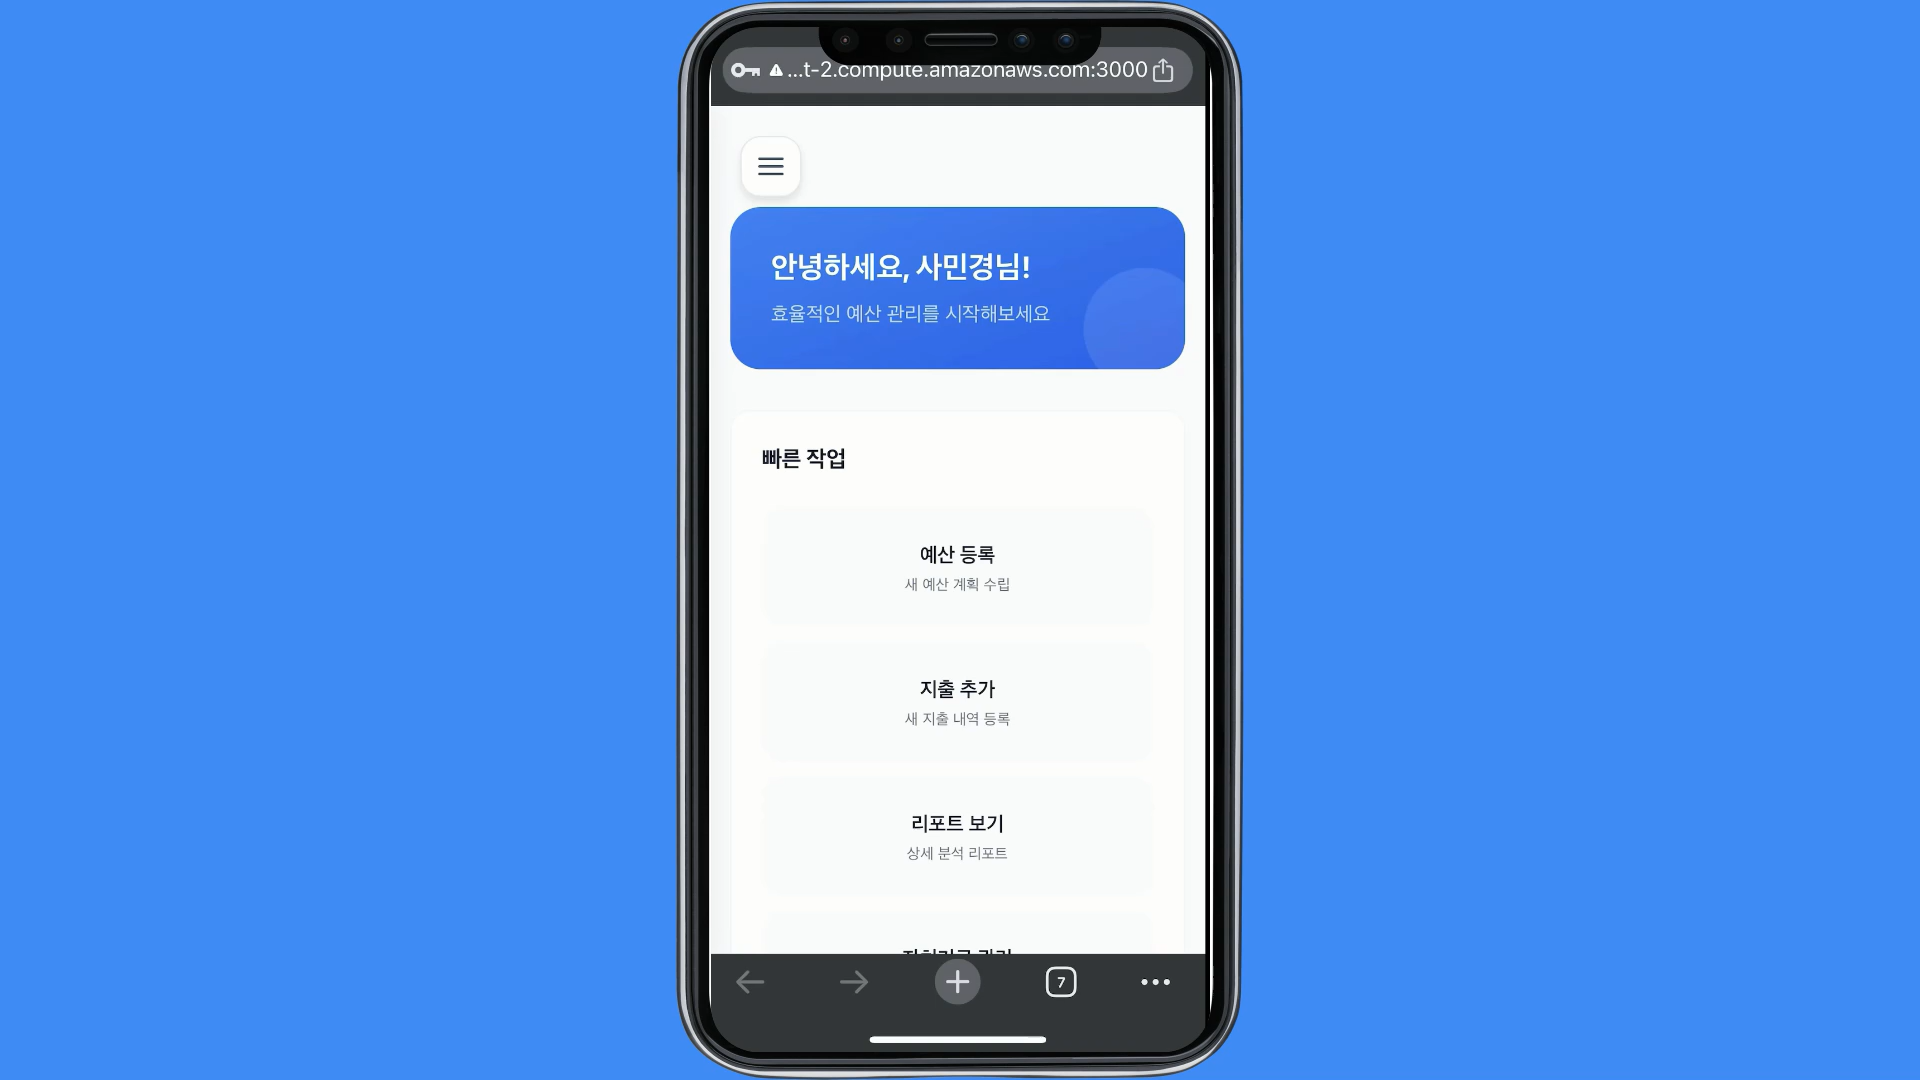 ...t-2.compute.amazonaws.com:3000
안녕하세요, 사민경님!
효율적인 예산 관리를 시작해보세요
빠른 작업
예산 등록
새 예산 계획 수립
지출 추가
새 지출 내역 등록
리포트 보기
상세 분석 리포트
7